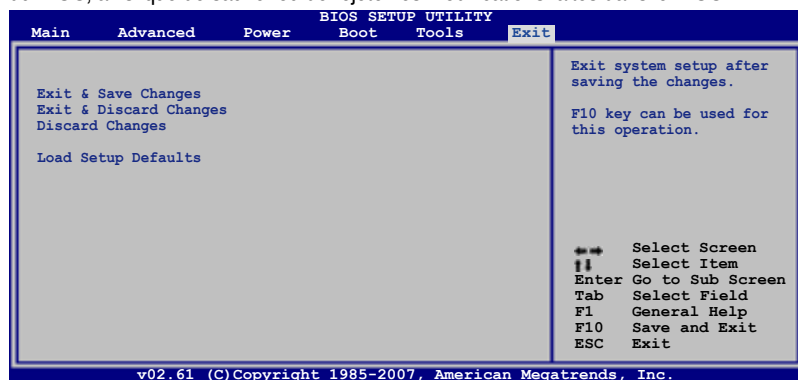 BIOS SETUP UTILITY
Main Advanced Power Boot Tools Exit
Exit & Save Changes
Exit & Discard Changes
Discard Changes
Load Setup Defaults
Exit system setup after
saving the changes.
F10 key can be used for
this operation.
Select Screen
Select Item
Enter Go to Sub Screen
Tab Select Field
F1 General Help
F10 Save and Exit
ESC Exit
v02.61 (C)Copyright 1985-2007, American Megatrends, Inc.